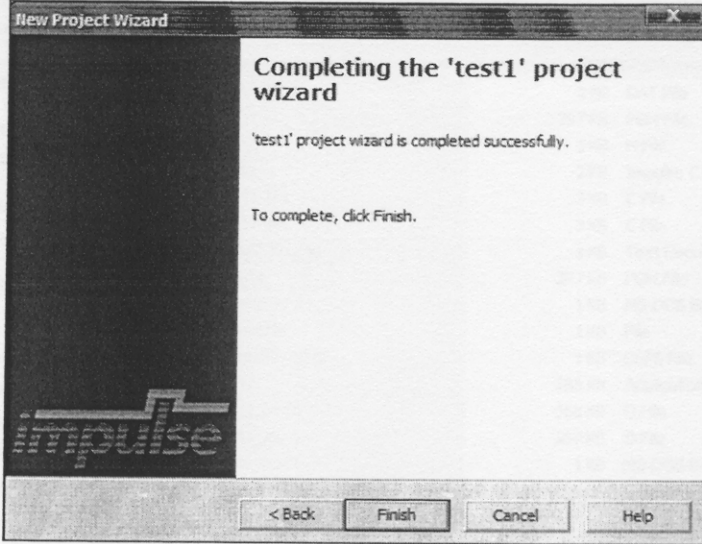 New Project Wizard
X
Completing the 'test1' project
wizard
'test1' project wizard is completed successfully.
To complete, click Finish.
impulse
< Back
Finish
Cancel
Help